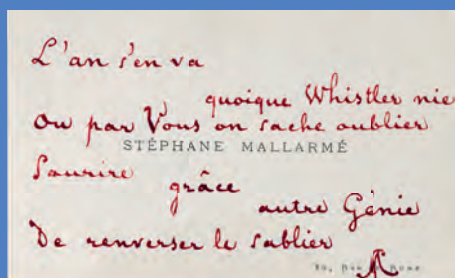 L'an s'en va
quoique Whistler nie
Ou par Vous on sache oublier
STÉPHANE MALLARMÉ
Sourire
grâce
autre Génie
De renverser le sablier